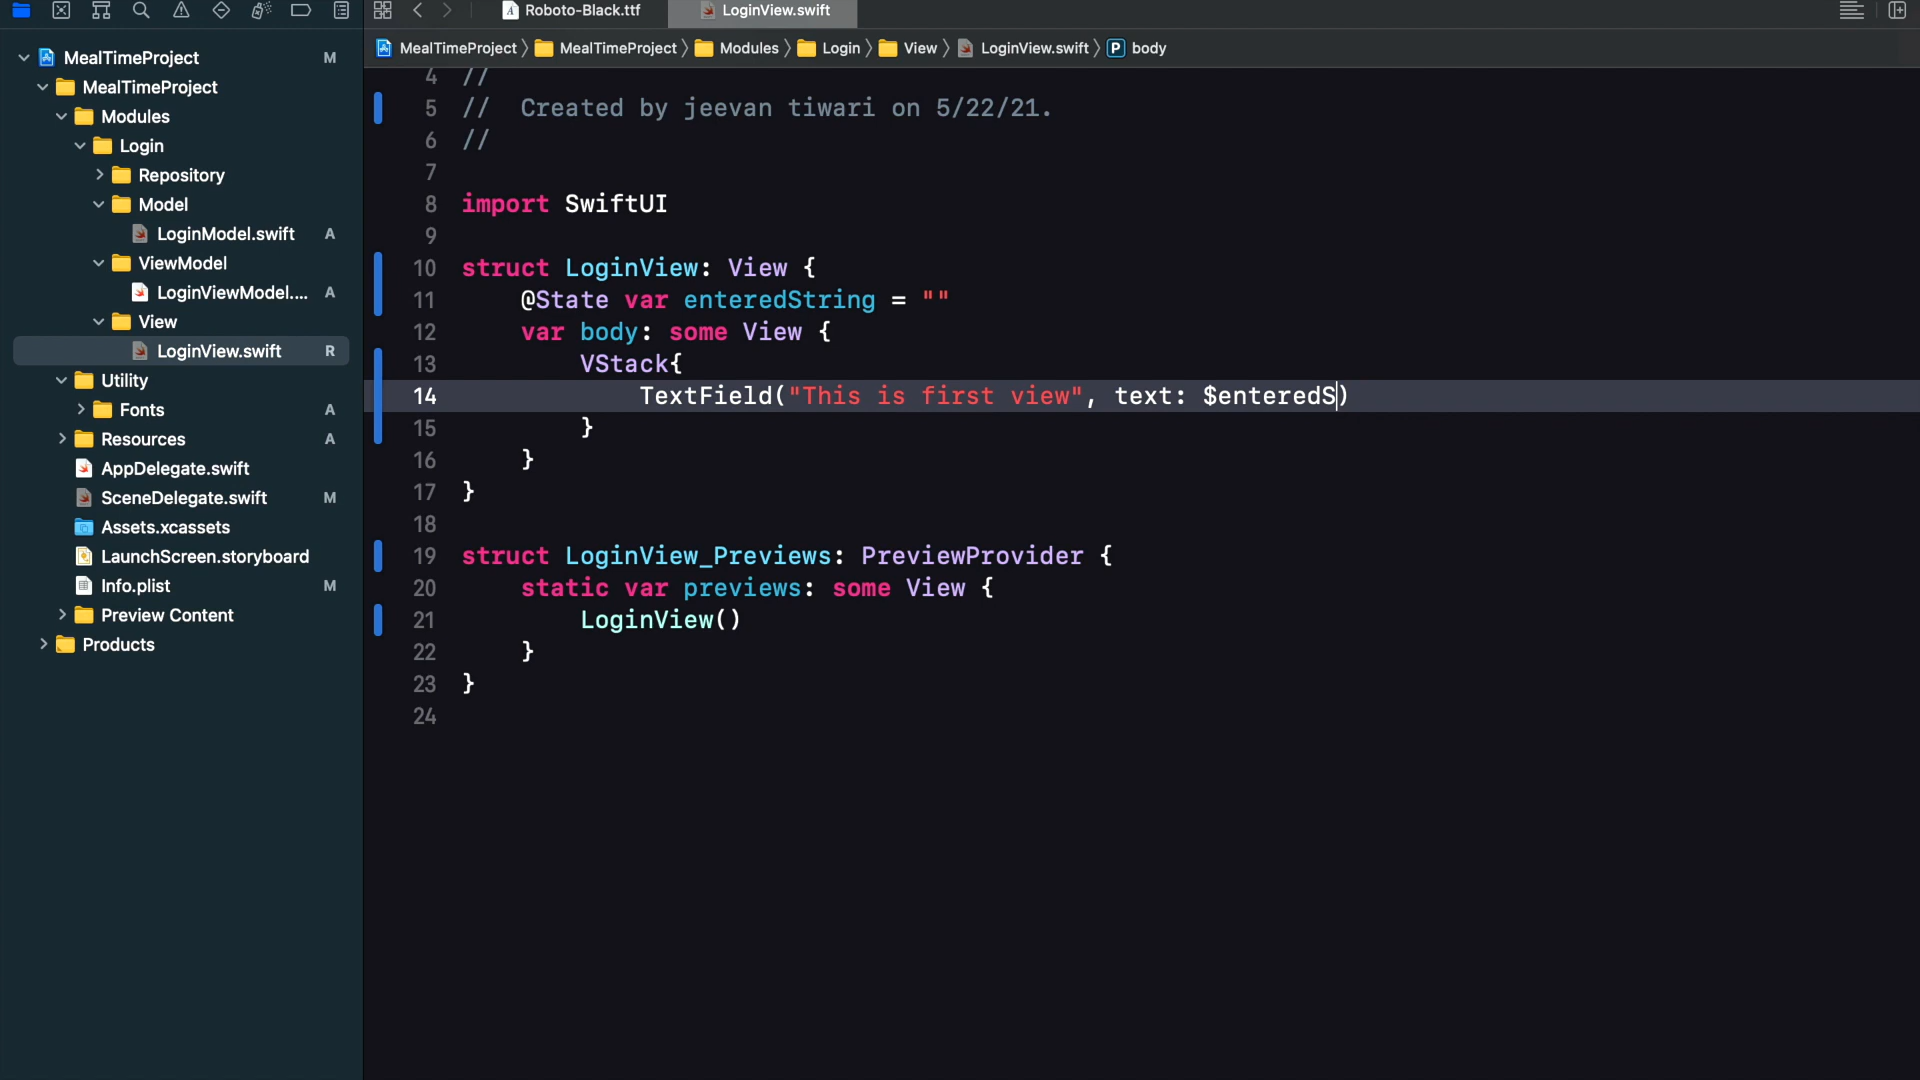 Roboto-Black.ttf
LoginView.swift
MealTimeProject M
MealTimeProject
Modules
Login
Repository
Model
LoginModel.swift A
ViewModel
LoginViewModel.... A
View
LoginView.swift R
Utility
Fonts A
Resources A
AppDelegate.swift
SceneDelegate.swift M
Assets.xcassets
LaunchScreen.storyboard
Info.plist M
Preview Content
Products
MealTimeProject 〉 MealTimeProject 〉 Modules 〉 Login 〉 View 〉 LoginView.swift 〉 P body
4 //
5 //  Created by jeevan tiwari on 5/22/21.
6 //
7
8 import SwiftUI
9
10 struct LoginView: View {
11     @State var enteredString = ""
12     var body: some View {
13         VStack{
14             TextField("This is first view", text: $enteredS)
15         }
16     }
17 }
18
19 struct LoginView_Previews: PreviewProvider {
20     static var previews: some View {
21         LoginView()
22     }
23 }
24